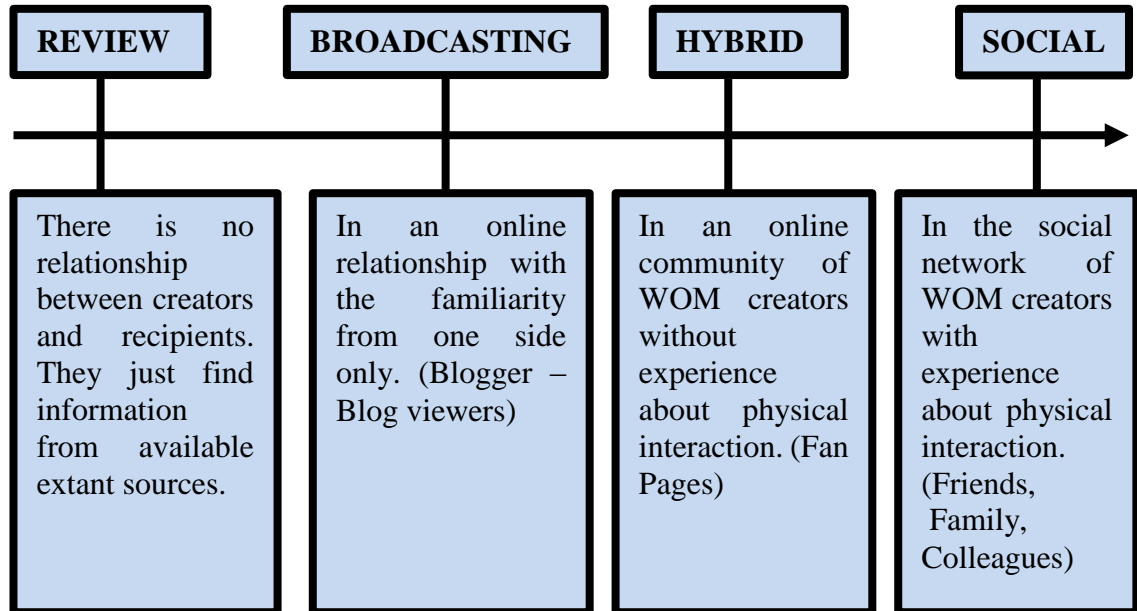 REVIEW
BROADCASTING
HYBRID
SOCIAL
There is no
relationship
between creators
and recipients.
They just find
information
from available
extant sources.
In an online
relationship with
the familiarity
from one side
only. (Blogger –
Blog viewers)
In an online
community of
WOM creators
without
experience
about physical
interaction. (Fan
Pages)
In the social
network of
WOM creators
with
experience
about physical
interaction.
(Friends,
Family,
Colleagues)